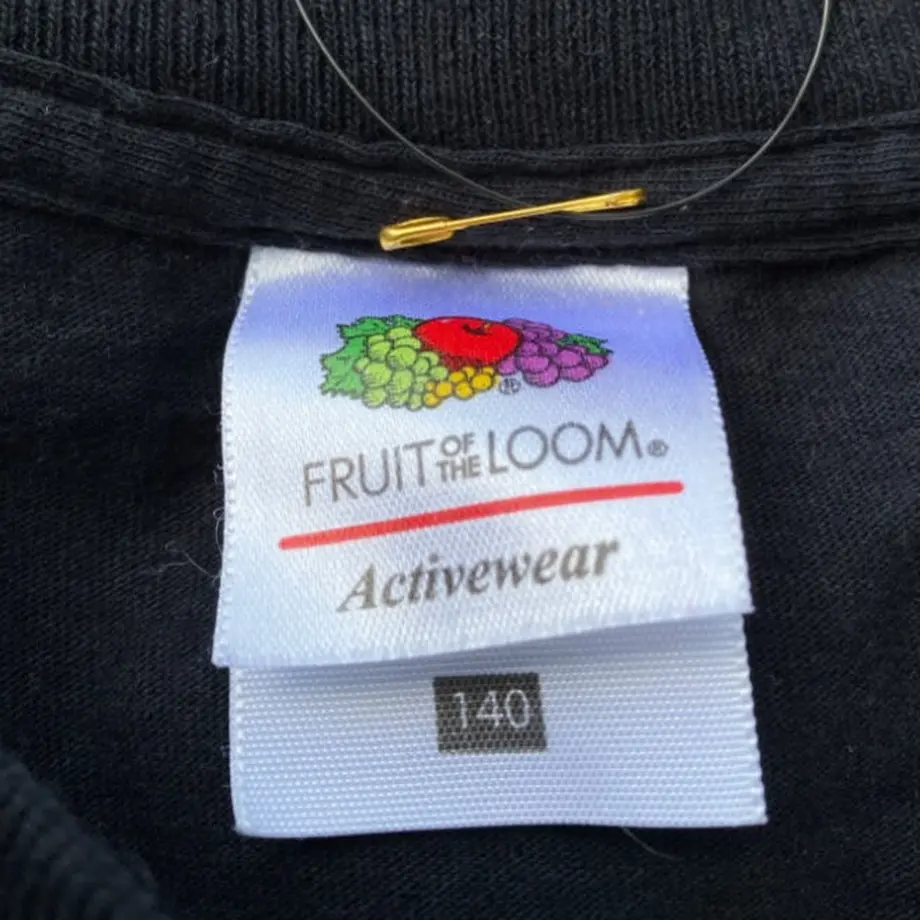 FRUIT OF THE LOOM®
Activewear
140